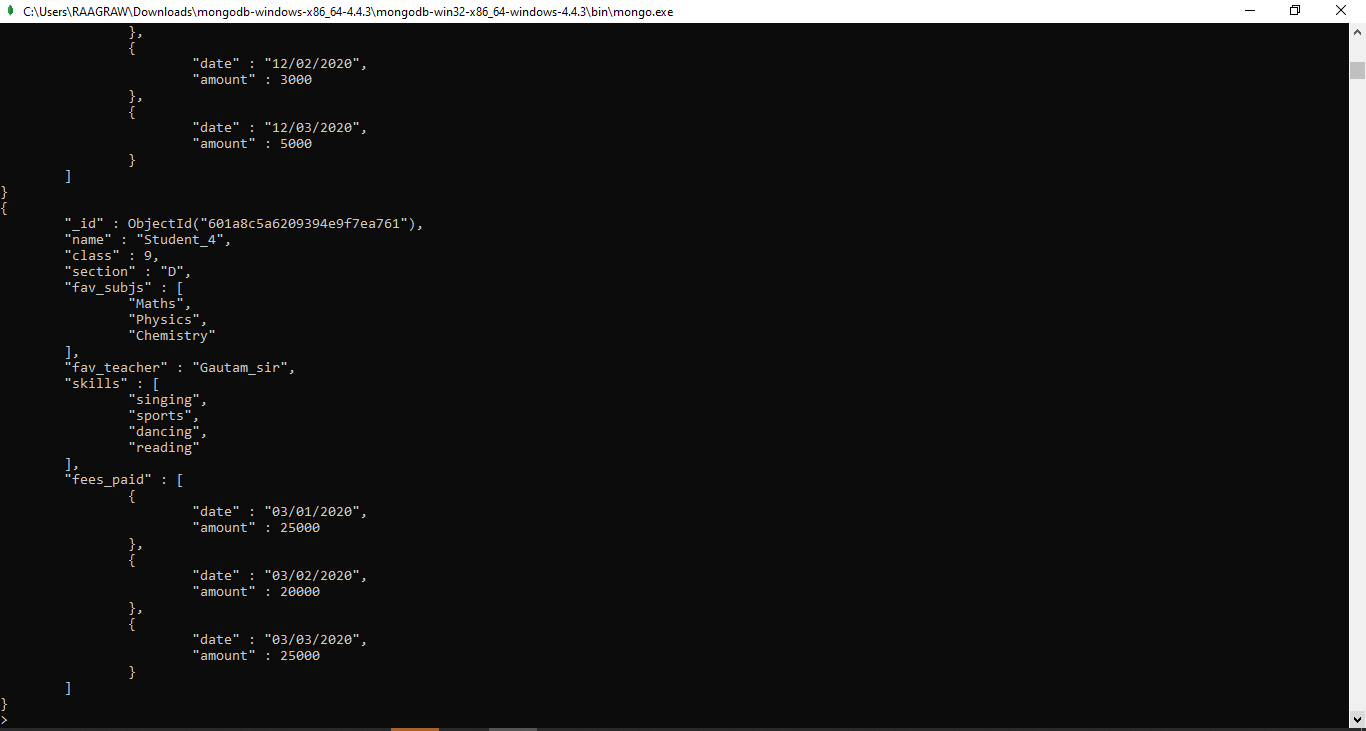 C:\Users\RAAGRAW\Downloads\mongodb-windows-x86_64-4.4.3\mongodb-win32-x86_64-windows-4.4.3\bin\mongo.exe
},
{
"date" : "12/02/2020",
"amount" : 3000
},
{
"date" : "12/03/2020",
"amount" : 5000
}
]
}
{
"_id" : ObjectId("601a8c5a6209394e9f7ea761"),
"name" : "Student_4",
"class" : 9,
"section" : "D",
"fav_subjs" : [
"Maths",
"Physics",
"Chemistry"
],
"fav_teacher" : "Gautam_sir",
"skills" : [
"singing",
"sports",
"dancing",
"reading"
],
"fees_paid" : [
{
"date" : "03/01/2020",
"amount" : 25000
},
{
"date" : "03/02/2020",
"amount" : 20000
},
{
"date" : "03/03/2020",
"amount" : 25000
}
]
}
>